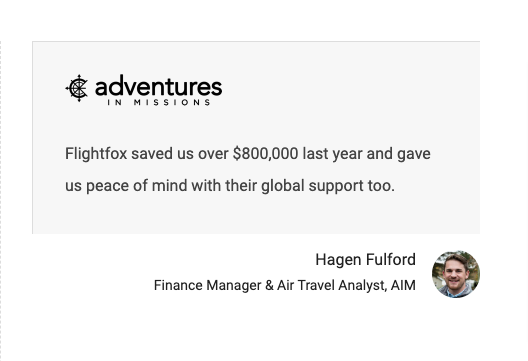 adventures
IN MISSIONS
Flightfox saved us over $800,000 last year and gave
us peace of mind with their global support too.
Hagen Fulford
Finance Manager & Air Travel Analyst, AIM